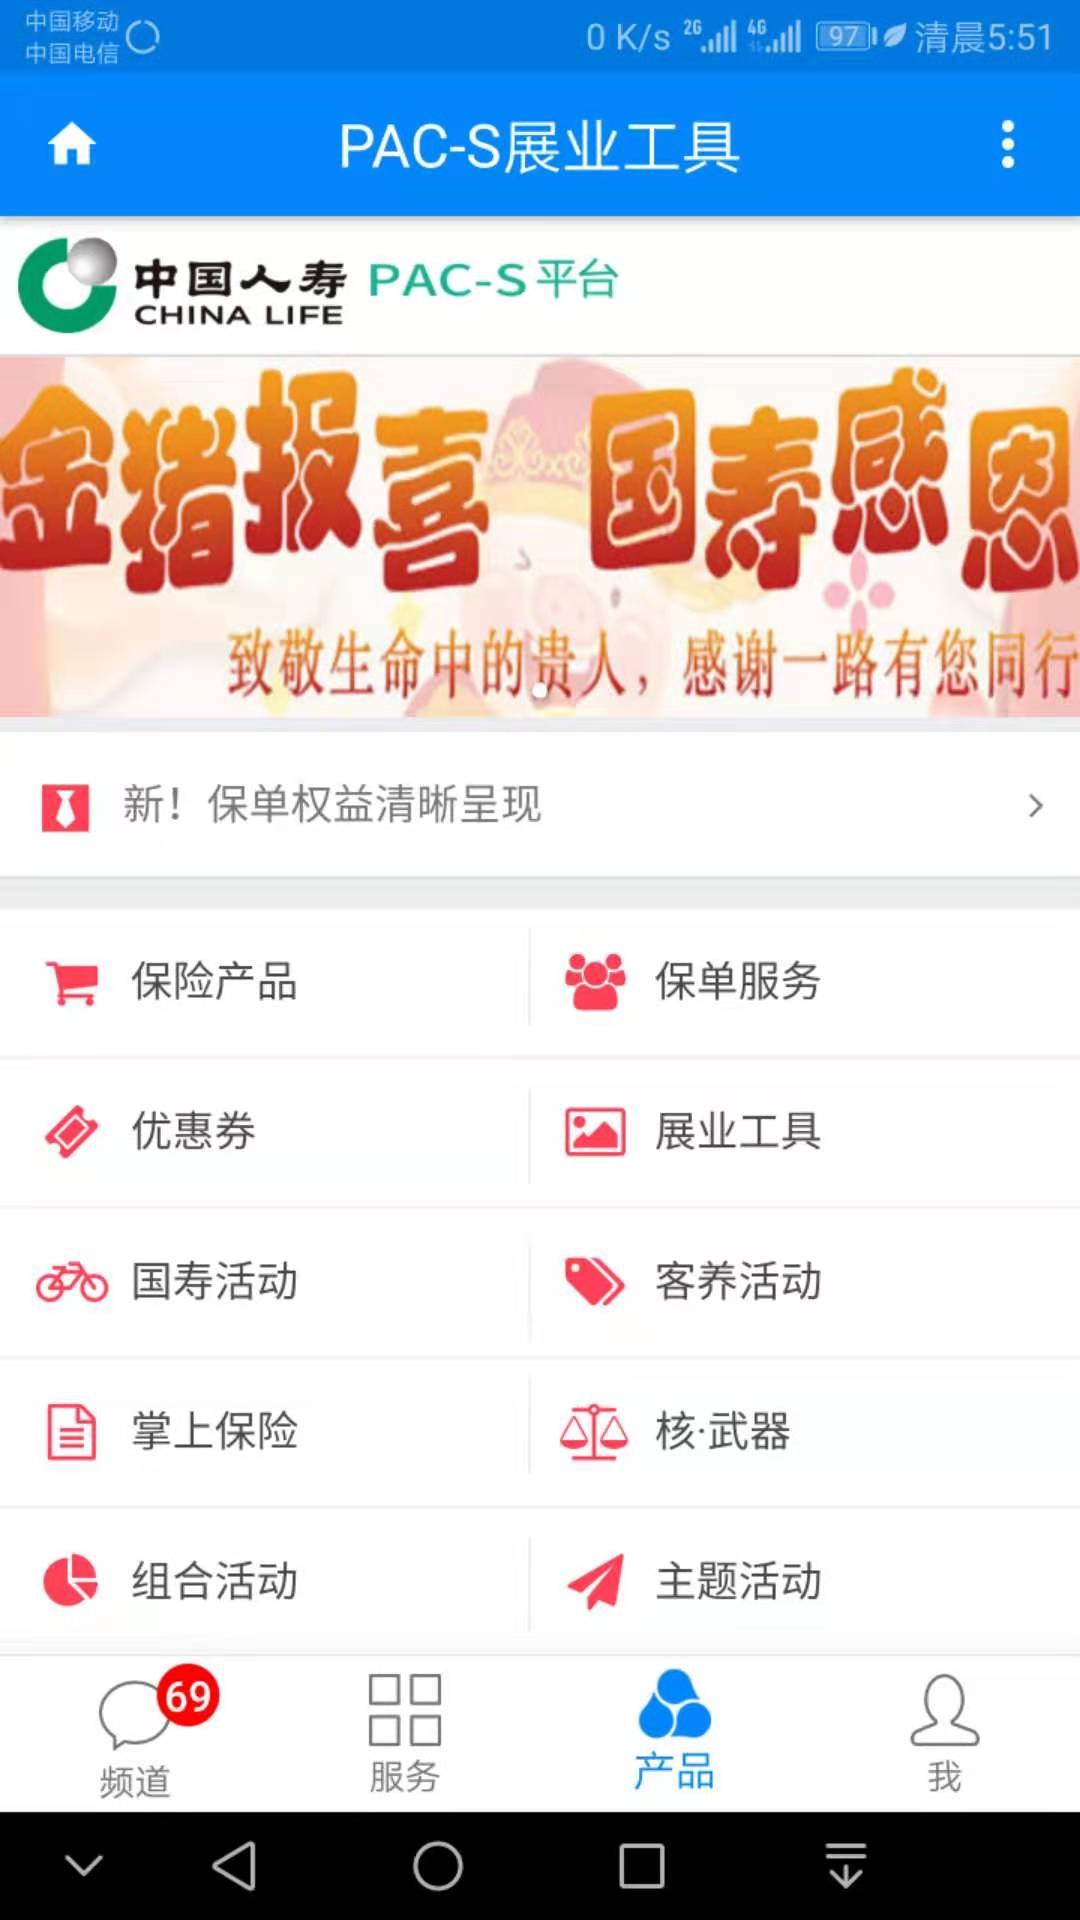 中国移动
中国电信
0 K/s 2G 4G 97 清晨5:51
PAC-S展业工具
中国人寿 PAC-S平台
CHINA LIFE
金猪报喜 国寿感恩
致敬生命中的贵人，感谢一路有您同行
新！保单权益清晰呈现
保险产品 保单服务
优惠券 展业工具
国寿活动 客养活动
掌上保险 核·武器
组合活动 主题活动
69
频道 服务 产品 我